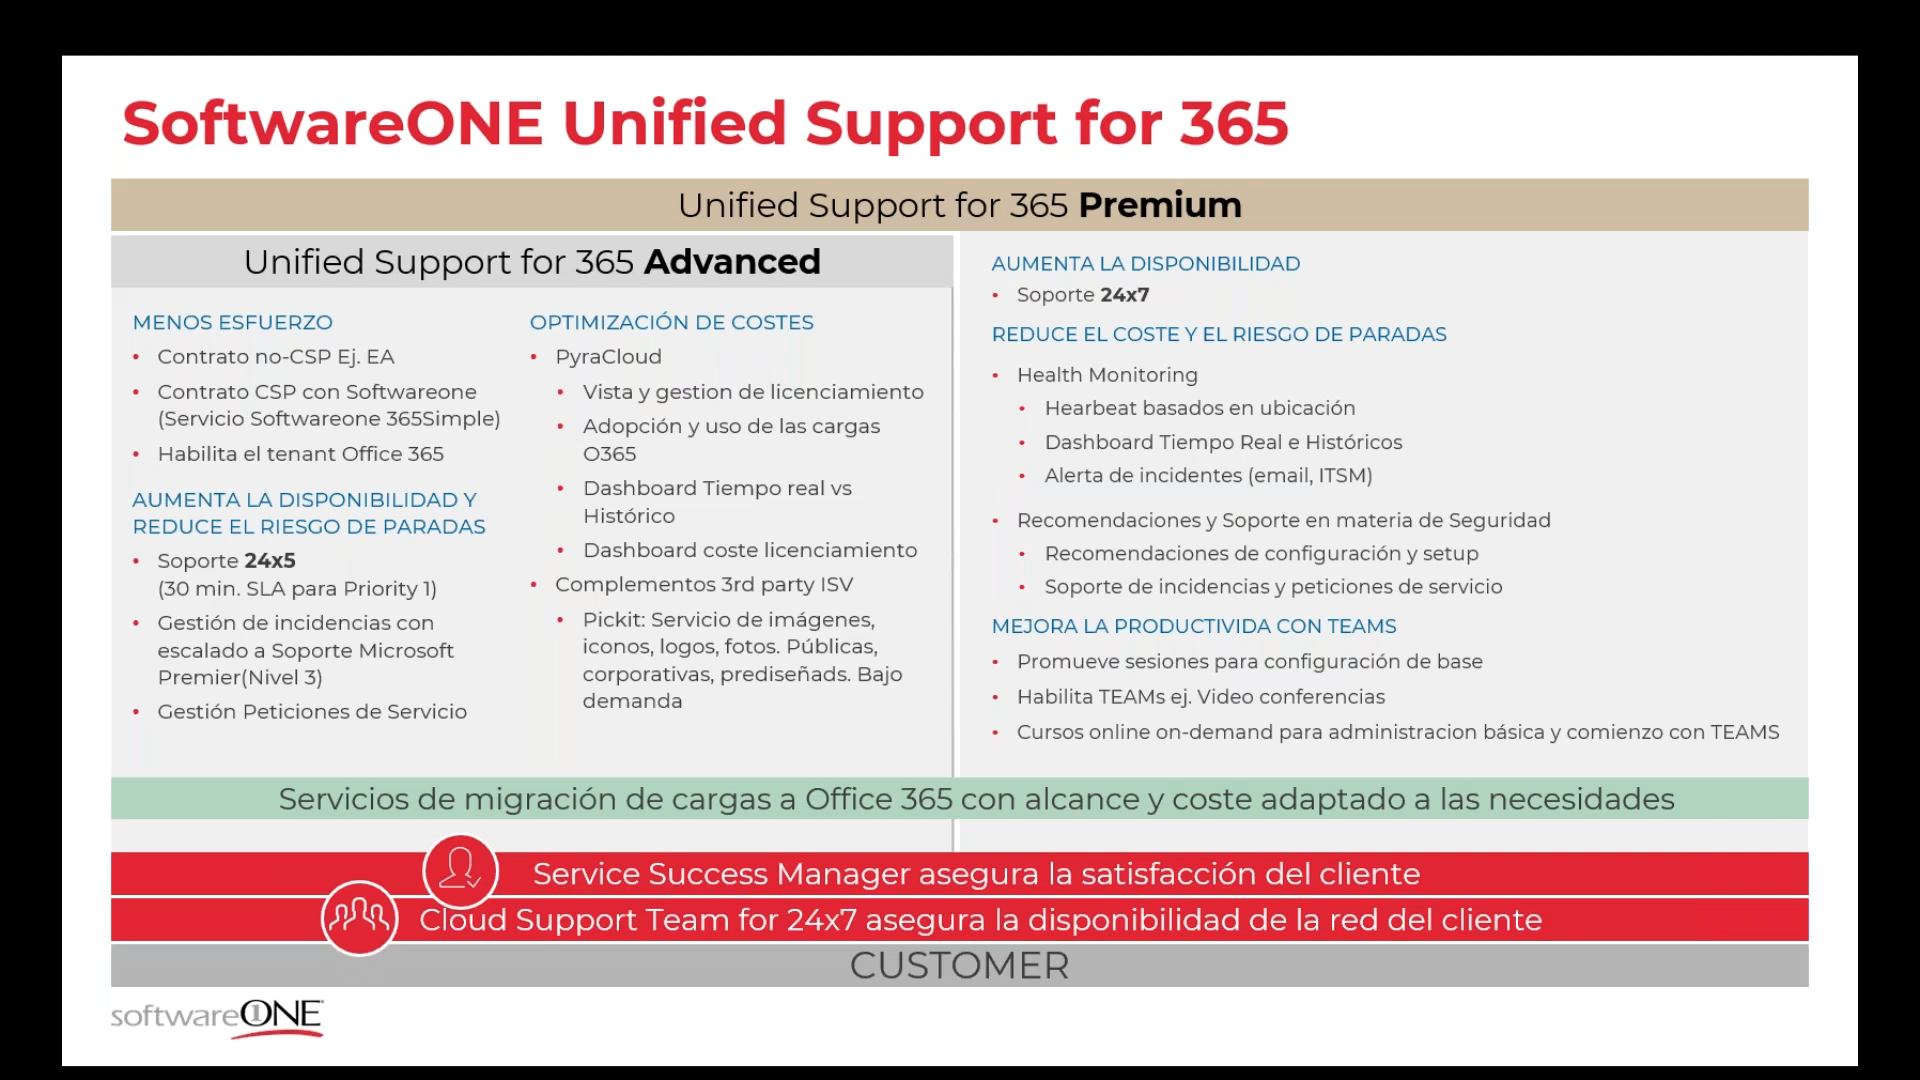 SoftwareONE Unified Support for 365
Unified Support for 365 Premium
Unified Support for 365 Advanced
MENOS ESFUERZO
• Contrato no-CSP Ej. EA
• Contrato CSP con Softwareone
(Servicio Softwareone 365Simple)
• Habilita el tenant Office 365
AUMENTA LA DISPONIBILIDAD Y
REDUCE EL RIESGO DE PARADAS
• Soporte 24x5
(30 min. SLA para Priority 1)
• Gestión de incidencias con
escalado a Soporte Microsoft
Premier(Nivel 3)
• Gestión Peticiones de Servicio
OPTIMIZACIÓN DE COSTES
• PyraCloud
• Vista y gestion de licenciamiento
• Adopción y uso de las cargas
O365
• Dashboard Tiempo real vs
Histórico
• Dashboard coste licenciamiento
• Complementos 3rd party ISV
• Pickit: Servicio de imágenes,
iconos, logos, fotos. Públicas,
corporativas, prediseñads. Bajo
demanda
AUMENTA LA DISPONIBILIDAD
• Soporte 24x7
REDUCE EL COSTE Y EL RIESGO DE PARADAS
• Health Monitoring
• Hearbeat basados en ubicación
• Dashboard Tiempo Real e Históricos
• Alerta de incidentes (email, ITSM)
• Recomendaciones y Soporte en materia de Seguridad
• Recomendaciones de configuración y setup
• Soporte de incidencias y peticiones de servicio
MEJORA LA PRODUCTIVIDA CON TEAMS
• Promueve sesiones para configuración de base
• Habilita TEAMs ej. Video conferencias
• Cursos online on-demand para administracion básica y comienzo con TEAMS
Servicios de migración de cargas a Office 365 con alcance y coste adaptado a las necesidades
Service Success Manager asegura la satisfacción del cliente
Cloud Support Team for 24x7 asegura la disponibilidad de la red del cliente
CUSTOMER
softwareONE